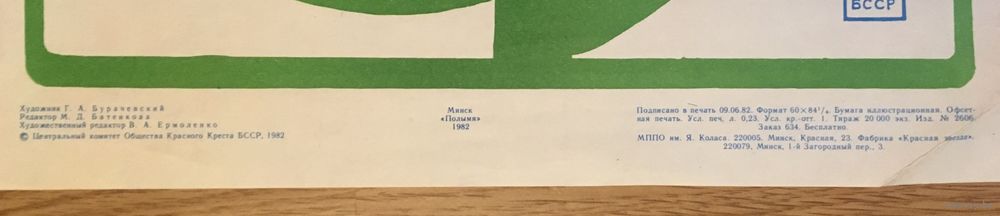 БССР
Художник Г. А. Бурачевский
Редактор М. Д. Батенкова
Художественный редактор В. А. Ермоленко
© Центральный комитет Общества Красного Креста БССР, 1982
Минск
«Полымя»
1982
Подписано в печать 09.06.82. Формат 60×84¹/₄. Бумага иллюстрационная. Офсет-
ная печать. Усл. печ. л. 0,23. Усл. кр.-отт. 1. Тираж 20 000 экз. Изд. № 2606.
Заказ 634. Бесплатно.
МППО им. Я. Коласа. 220005, Минск, Красная, 23. Фабрика «Красная звезда».
220079, Минск, 1-й Загородный пер., 3.